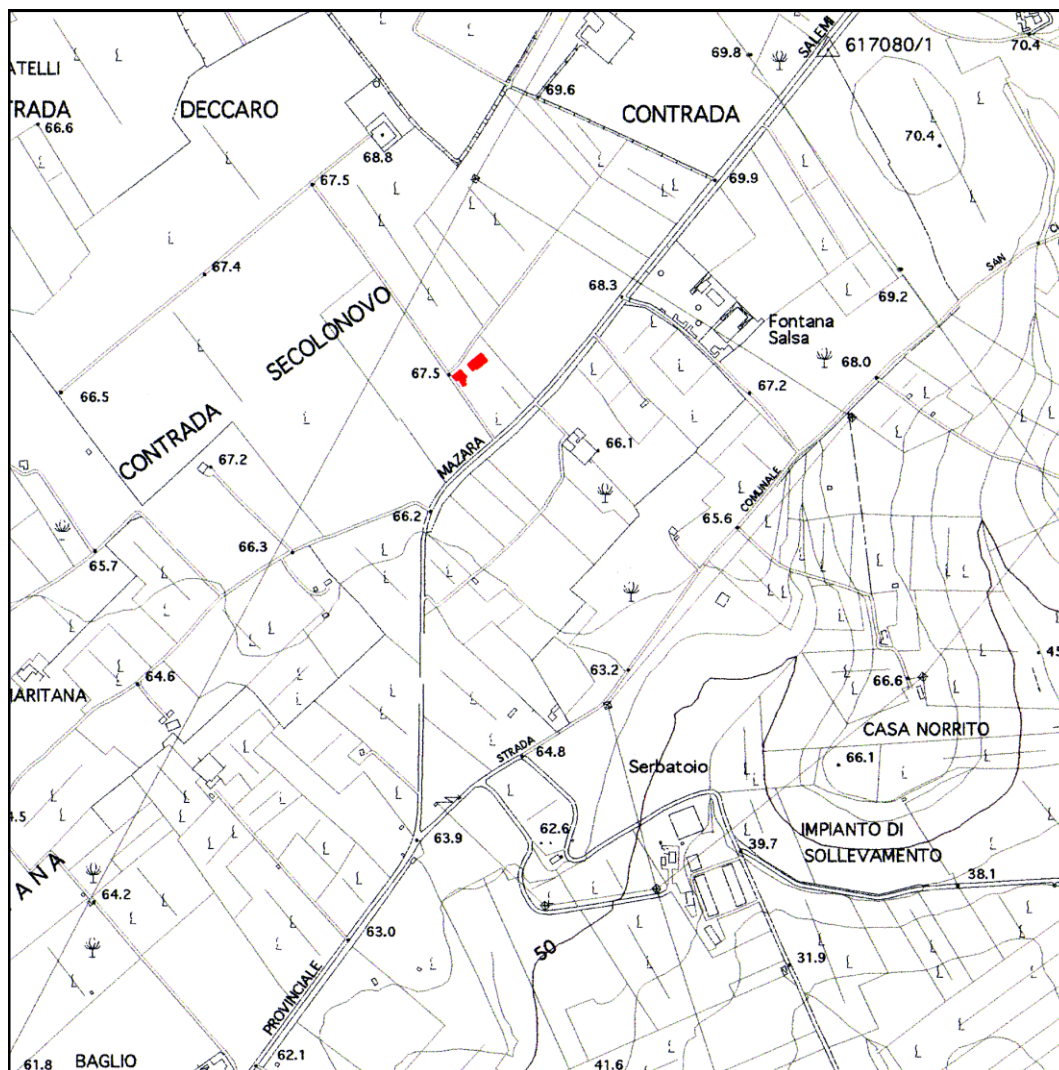 SALEMI
617080/1
70.4
ATELLI
TRADA
66.6
DECCARO
69.8
69.6
CONTRADA
70.4
68.8
67.5
69.9
67.4
SAN
68.3
69.2
SECOLONOVO
Fontana
Salsa
68.0
67.5
67.2
66.5
CONTRADA
67.2
MAZARA
66.1
COMUNALE
66.2
65.6
66.3
65.7
64.6
63.2
66.6
45
MARITANA
CASA NORRITO
STRADA
64.8
Serbatoio
66.1
4.5
62.6
IMPIANTO DI
SOLLEVAMENTO
63.9
39.7
ANA
38.1
64.2
63.0
50
31.9
PROVINCIALE
62.1
61.8
BAGLIO
41.6